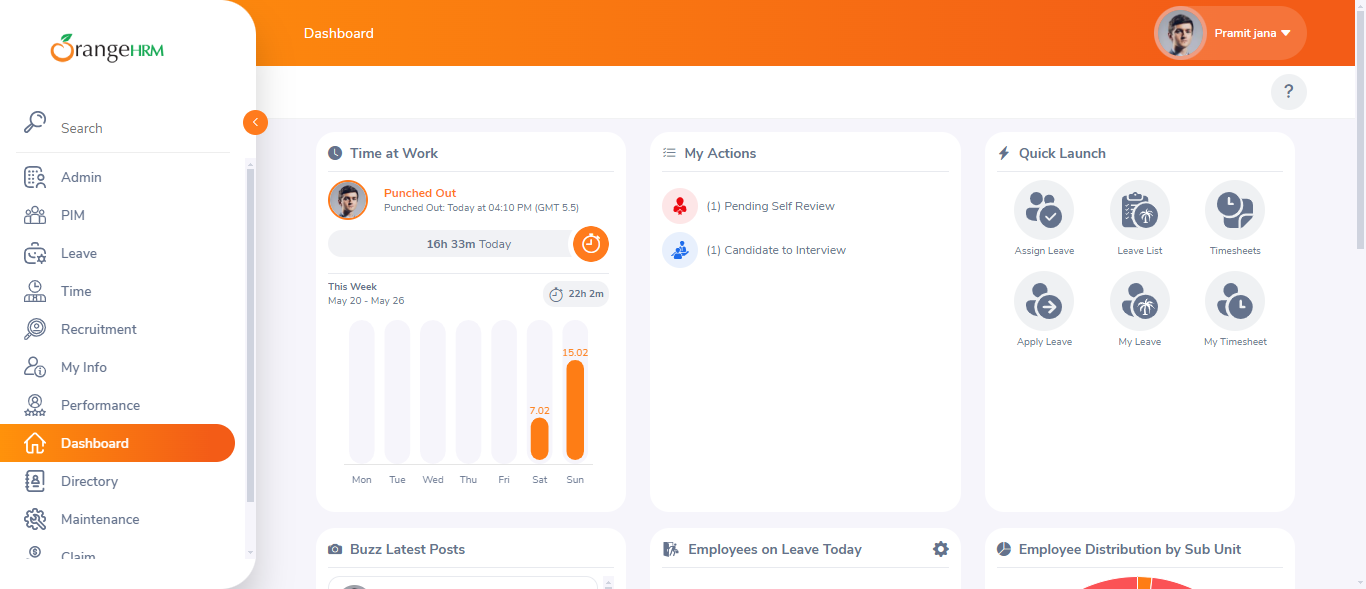 OrangeHRM
Dashboard
Pramit jana
?
Search
Admin
PIM
Leave
Time
Recruitment
My Info
Performance
Dashboard
Directory
Maintenance
Claim
Time at Work
Punched Out
Punched Out: Today at 04:10 PM (GMT 5.5)
16h 33m Today
This Week
May 20 - May 26
22h 2m
15.02
7.02
Mon Tue Wed Thu Fri Sat Sun
My Actions
(1) Pending Self Review
(1) Candidate to Interview
Quick Launch
Assign Leave Leave List Timesheets
Apply Leave My Leave My Timesheet
Buzz Latest Posts
Employees on Leave Today
Employee Distribution by Sub Unit